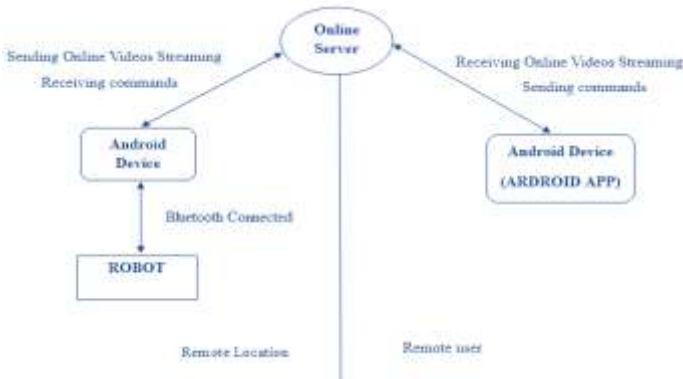 Online
Server
Sending Online Videos Streaming
Receiving commands
Receiving Online Videos Streaming
Sending commands
Android
Device
Android Device
(ARDROID APP)
Bluetooth Connected
ROBOT
Remote Location
Remote user